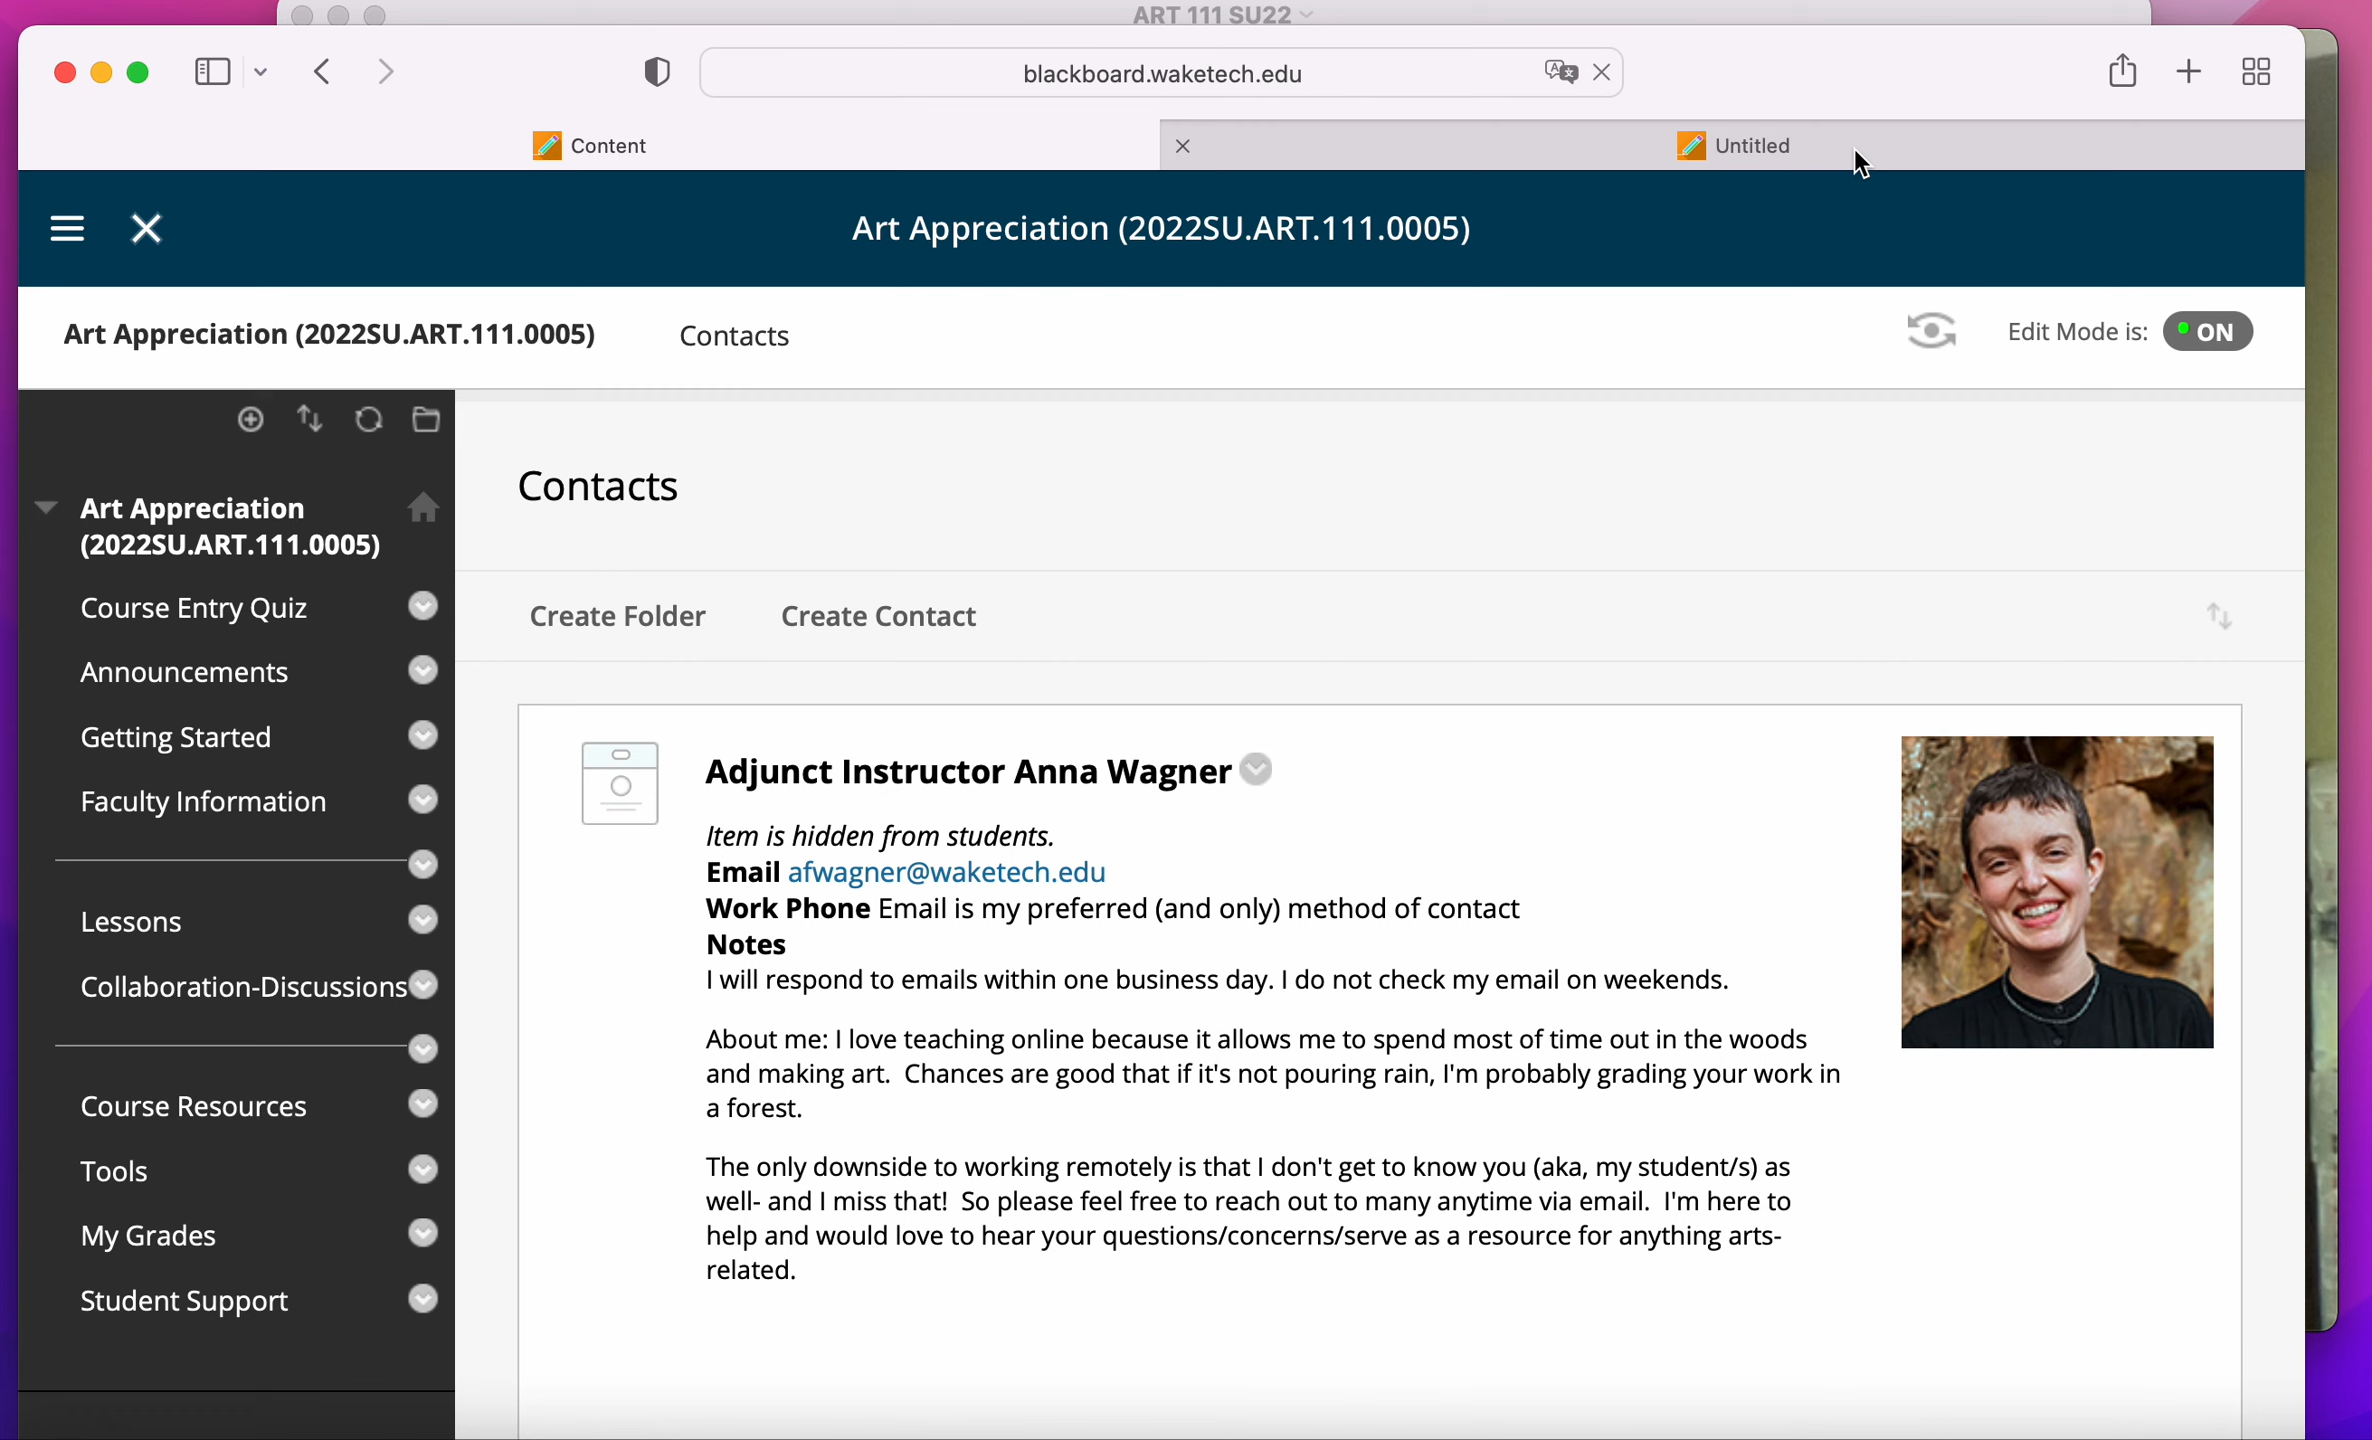 ART 111 SU22
blackboard.waketech.edu
Content
Untitled
Art Appreciation (2022SU.ART.111.0005)
Art Appreciation (2022SU.ART.111.0005)
Contacts
Edit Mode is:
ON
Art Appreciation
(2022SU.ART.111.0005)
Course Entry Quiz
Announcements
Getting Started
Faculty Information
Lessons
Collaboration-Discussions
Course Resources
Tools
My Grades
Student Support
Contacts
Create Folder
Create Contact
Adjunct Instructor Anna Wagner
Item is hidden from students.
Email afwagner@waketech.edu
Work Phone Email is my preferred (and only) method of contact
Notes
I will respond to emails within one business day. I do not check my email on weekends.
About me: I love teaching online because it allows me to spend most of time out in the woods
and making art.  Chances are good that if it's not pouring rain, I'm probably grading your work in
a forest.
The only downside to working remotely is that I don't get to know you (aka, my student/s) as
well- and I miss that!  So please feel free to reach out to many anytime via email.  I'm here to
help and would love to hear your questions/concerns/serve as a resource for anything arts-
related.